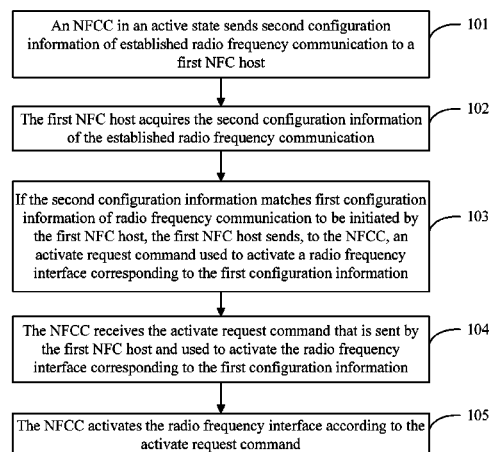 An NFCC in an active state sends second configuration
information of established radio frequency communication to a
first NFC host
101
The first NFC host acquires the second configuration information
of the established radio frequency communication
102
If the second configuration information matches first configuration
information of radio frequency communication to be initiated by
the first NFC host, the first NFC host sends, to the NFCC, an
activate request command used to activate a radio frequency
interface corresponding to the first configuration information
103
The NFCC receives the activate request command that is sent by
the first NFC host and used to activate the radio frequency
interface corresponding to the first configuration information
104
The NFCC activates the radio frequency interface according to the
activate request command
105